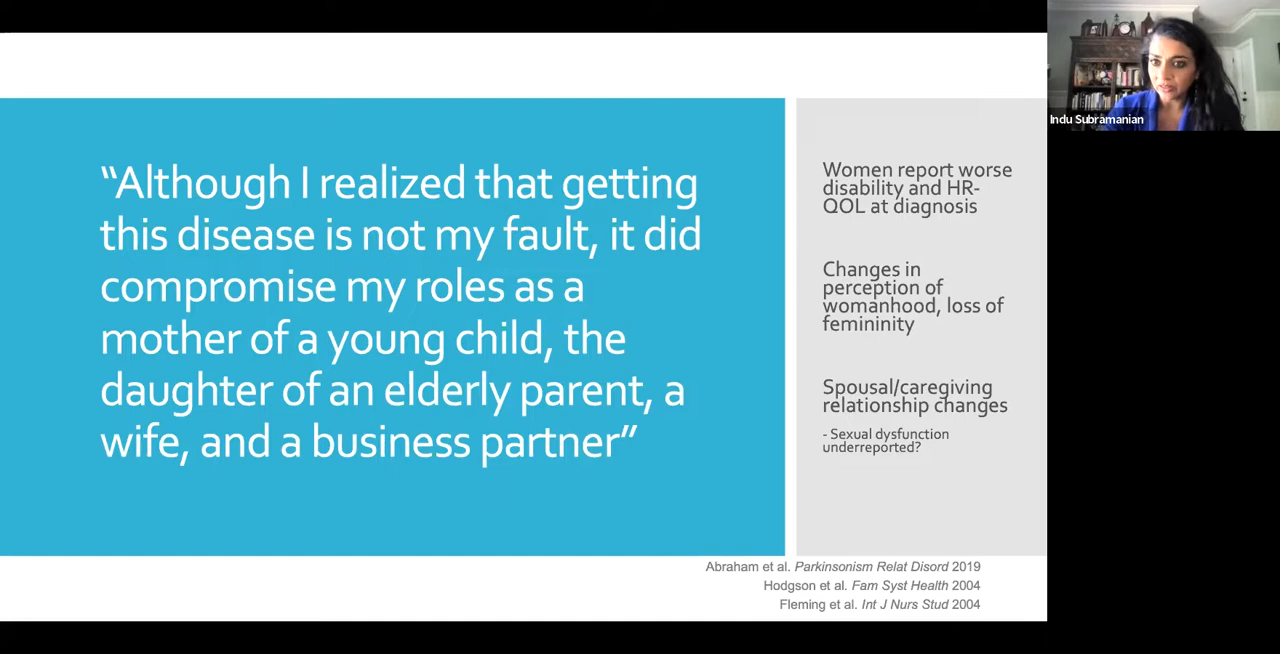 “Although I realized that getting
this disease is not my fault, it did
compromise my roles as a
mother of a young child, the
daughter of an elderly parent, a
wife, and a business partner”
Women report worse
disability and HR-
QOL at diagnosis
Changes in
perception of
womanhood, loss of
femininity
Spousal/caregiving
relationship changes
- Sexual dysfunction
underreported?
Abraham et al. Parkinsonism Relat Disord 2019
Hodgson et al. Fam Syst Health 2004
Fleming et al. Int J Nurs Stud 2004
Indu Subramanian